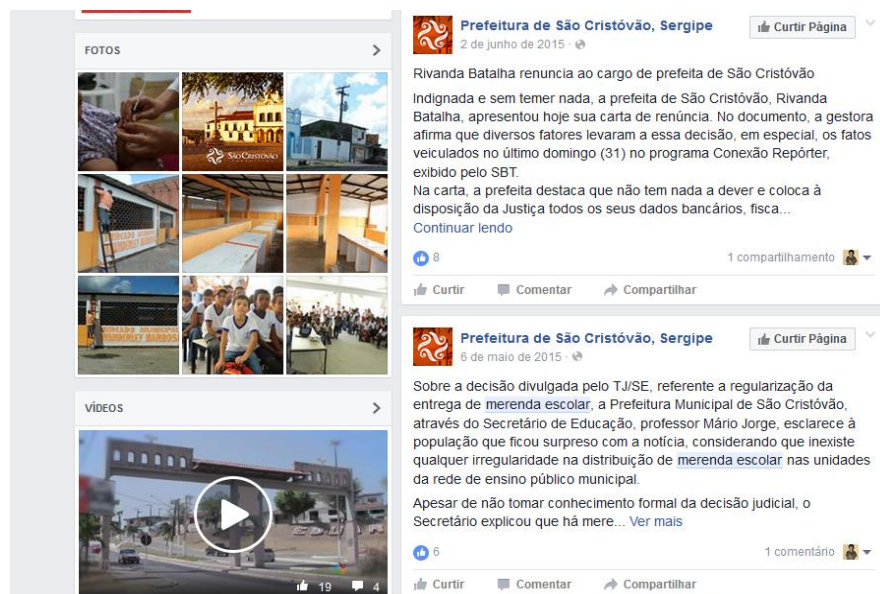 FOTOS
SÃO CRISTÓVÃO
MERCADO MUNICIPAL
VANDERLEY BARBOSA
VÍDEOS
19 4
Prefeitura de São Cristóvão, Sergipe
Curtir Página
2 de junho de 2015 ·
Rivanda Batalha renuncia ao cargo de prefeita de São Cristóvão
Indignada e sem temer nada, a prefeita de São Cristóvão, Rivanda
Batalha, apresentou hoje sua carta de renúncia. No documento, a gestora
afirma que diversos fatores levaram a essa decisão, em especial, os fatos
veiculados no último domingo (31) no programa Conexão Repórter,
exibido pelo SBT.
Na carta, a prefeita destaca que não tem nada a dever e coloca à
disposição da Justiça todos os seus dados bancários, fisca...
Continuar lendo
8 1 compartilhamento
Curtir Comentar Compartilhar
Prefeitura de São Cristóvão, Sergipe
Curtir Página
6 de maio de 2015 ·
Sobre a decisão divulgada pelo TJ/SE, referente a regularização da
entrega de merenda escolar, a Prefeitura Municipal de São Cristóvão,
através do Secretário de Educação, professor Mário Jorge, esclarece à
população que ficou surpreso com a notícia, considerando que inexiste
qualquer irregularidade na distribuição de merenda escolar nas unidades
da rede de ensino público municipal.
Apesar de não tomar conhecimento formal da decisão judicial, o
Secretário explicou que há mere... Ver mais
6 1 comentário
Curtir Comentar Compartilhar